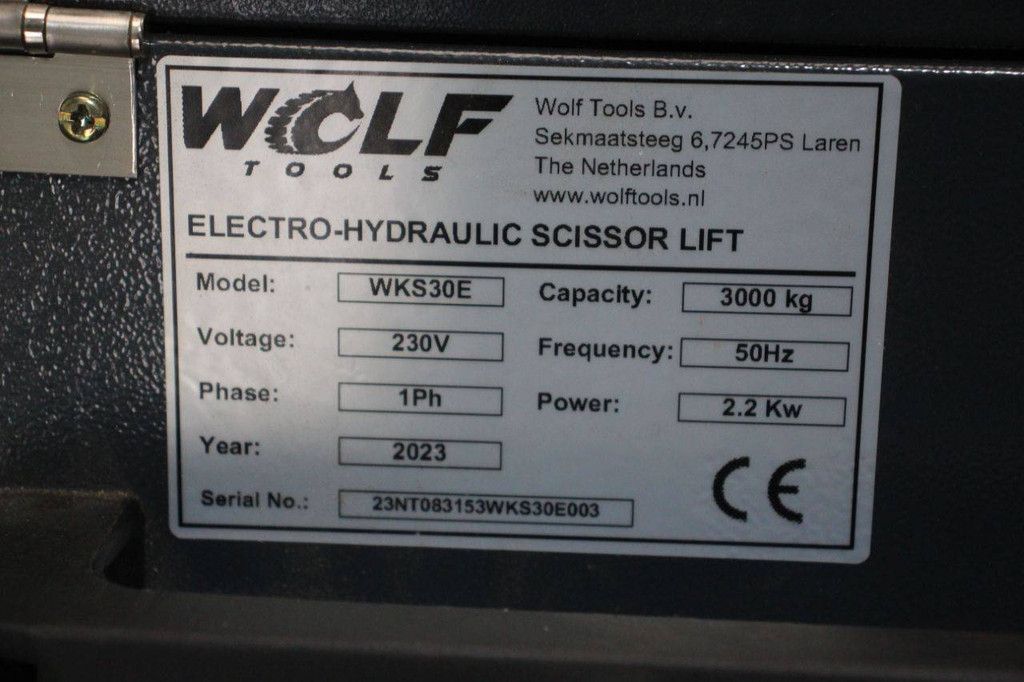 WOLF
TOOLS
Wolf Tools B.v.
Sekmaatsteeg 6,7245PS Laren
The Netherlands
www.wolftools.nl
ELECTRO-HYDRAULIC SCISSOR LIFT
Model: WKS30E Capacity: 3000 kg
Voltage: 230V Frequency: 50Hz
Phase: 1Ph Power: 2.2 Kw
Year: 2023
Serial No.: 23NT083153WKS30E003
CE